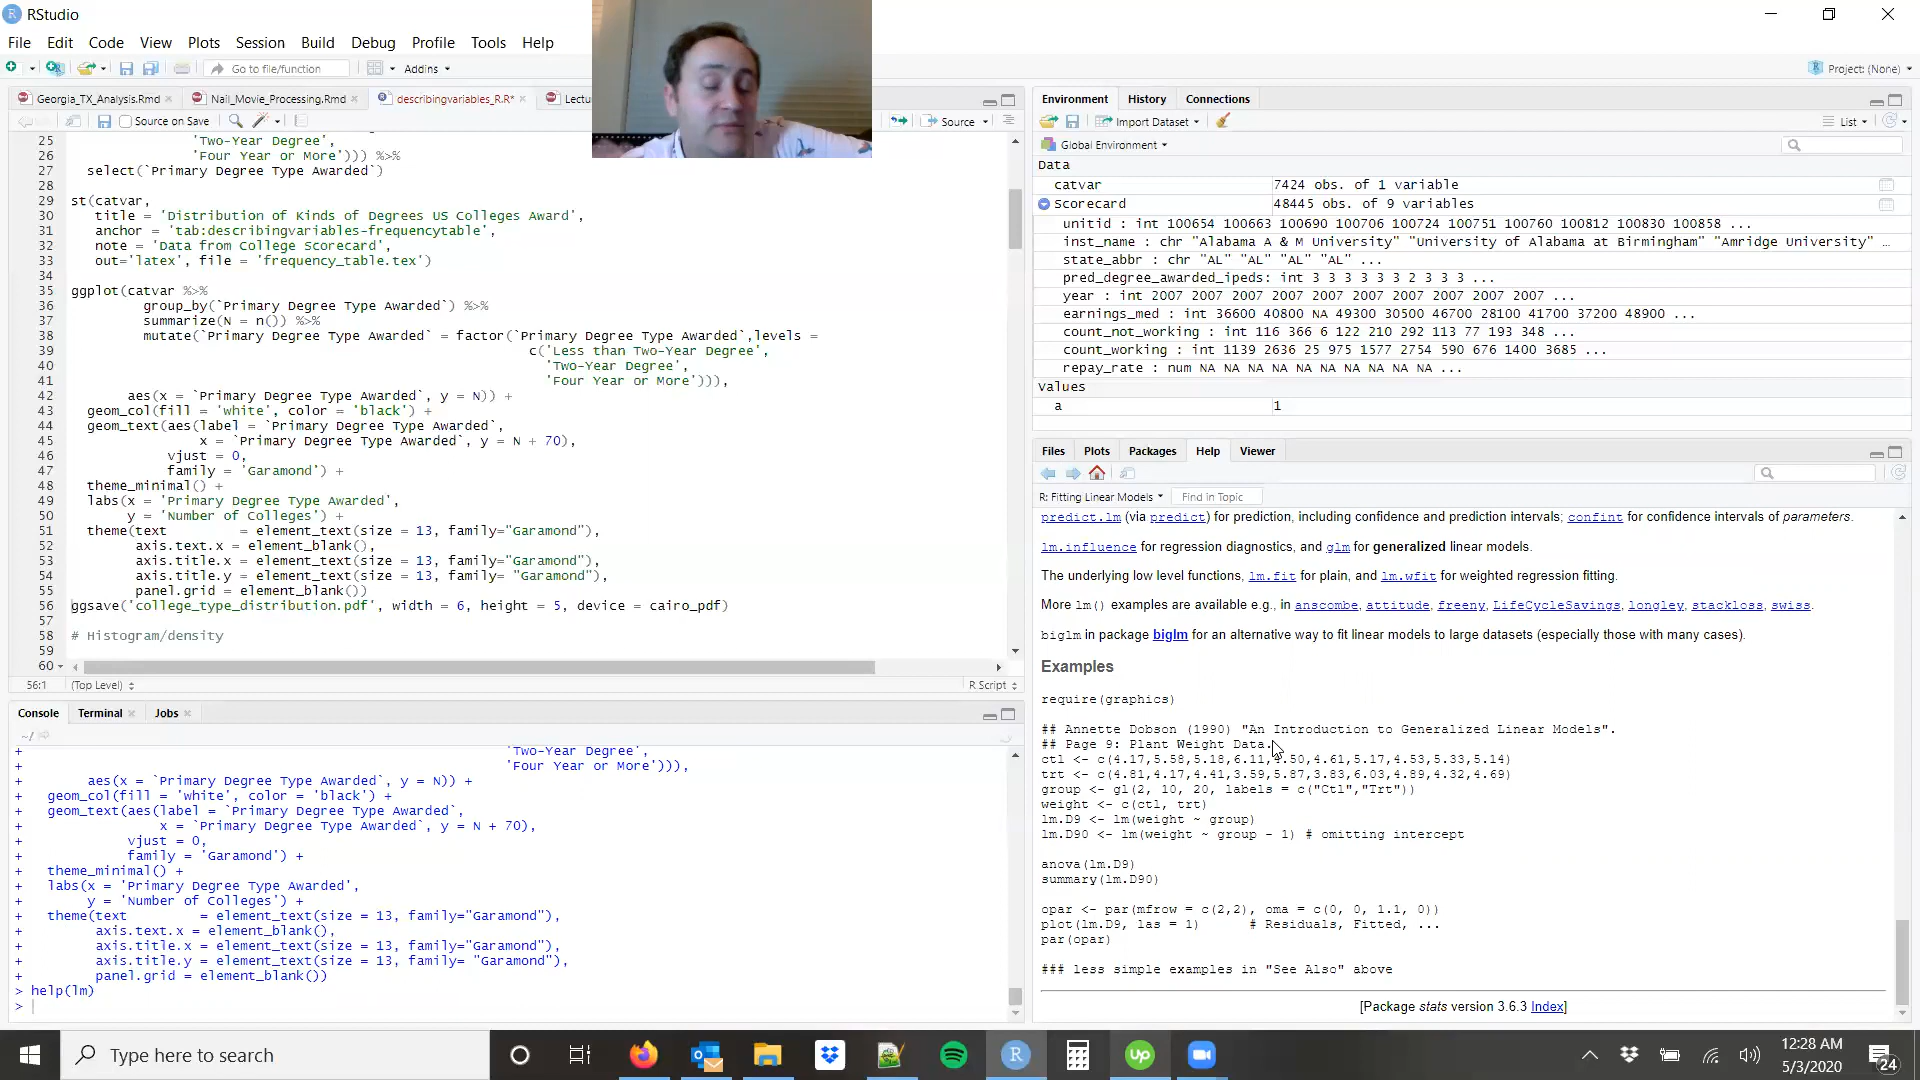 RStudio
File Edit Code View Plots Session Build Debug Profile Tools Help
Go to file/function Addins
Project: (None)
Georgia_TX_Analysis.Rmd Nail_Movie_Processing.Rmd describingvariables_R.R* Lectu
Source on Save Source
25 'Two-Year Degree',
26 'Four Year or More'))) %>%
27 select(`Primary Degree Type Awarded`)
28
29 st(catvar,
30 title = 'Distribution of Kinds of Degrees US Colleges Award',
31 anchor = 'tab:describingvariables-frequencytable',
32 note = 'Data from College Scorecard',
33 out='latex', file = 'frequency_table.tex')
34
35 ggplot(catvar %>%
36 group_by(`Primary Degree Type Awarded`) %>%
37 summarize(N = n()) %>%
38 mutate(`Primary Degree Type Awarded` = factor(`Primary Degree Type Awarded`,levels =
39 c('Less than Two-Year Degree',
40 'Two-Year Degree',
41 'Four Year or More'))),
42 aes(x = `Primary Degree Type Awarded`, y = N)) +
43 geom_col(fill = 'white', color = 'black') +
44 geom_text(aes(label = `Primary Degree Type Awarded`,
45 x = `Primary Degree Type Awarded`, y = N + 70),
46 vjust = 0,
47 family = 'Garamond') +
48 theme_minimal() +
49 labs(x = 'Primary Degree Type Awarded',
50 y = 'Number of Colleges') +
51 theme(text = element_text(size = 13, family="Garamond"),
52 axis.text.x = element_blank(),
53 axis.title.x = element_text(size = 13, family="Garamond"),
54 axis.title.y = element_text(size = 13, family= "Garamond"),
55 panel.grid = element_blank())
56 ggsave('college_type_distribution.pdf', width = 6, height = 5, device = cairo_pdf)
57
58 # Histogram/density
59
60
56:1 (Top Level) R Script
Console Terminal Jobs
~/
+ 'Two-Year Degree',
+ 'Four Year or More'))),
+ aes(x = `Primary Degree Type Awarded`, y = N)) +
+ geom_col(fill = 'white', color = 'black') +
+ geom_text(aes(label = `Primary Degree Type Awarded`,
+ x = `Primary Degree Type Awarded`, y = N + 70),
+ vjust = 0,
+ family = 'Garamond') +
+ theme_minimal() +
+ labs(x = 'Primary Degree Type Awarded',
+ y = 'Number of Colleges') +
+ theme(text = element_text(size = 13, family="Garamond"),
+ axis.text.x = element_blank(),
+ axis.title.x = element_text(size = 13, family="Garamond"),
+ axis.title.y = element_text(size = 13, family= "Garamond"),
+ panel.grid = element_blank())
> help(lm)
>
Environment History Connections
Import Dataset List
Global Environment
Data
catvar 7424 obs. of 1 variable
Scorecard 48445 obs. of 9 variables
unitid : int 100654 100663 100690 100706 100724 100751 100760 100812 100830 100858 ...
inst_name : chr "Alabama A & M University" "University of Alabama at Birmingham" "Amridge University" …
state_abbr : chr "AL" "AL" "AL" "AL" ...
pred_degree_awarded_ipeds: int 3 3 3 3 3 3 2 3 3 3 ...
year : int 2007 2007 2007 2007 2007 2007 2007 2007 2007 2007 ...
earnings_med : int 36600 40800 NA 49300 30500 46700 28100 41700 37200 48900 ...
count_not_working : int 116 366 6 122 210 292 113 77 193 348 ...
count_working : int 1139 2636 25 975 1577 2754 590 676 1400 3685 ...
repay_rate : num NA NA NA NA NA NA NA NA NA NA ...
Values
a 1
Files Plots Packages Help Viewer
R: Fitting Linear Models Find in Topic
predict.lm (via predict) for prediction, including confidence and prediction intervals; confint for confidence intervals of parameters.
lm.influence for regression diagnostics, and glm for generalized linear models.
The underlying low level functions, lm.fit for plain, and lm.wfit for weighted regression fitting.
More lm() examples are available e.g., in anscombe, attitude, freeny, LifeCycleSavings, longley, stackloss, swiss.
biglm in package biglm for an alternative way to fit linear models to large datasets (especially those with many cases).
Examples
require(graphics)
## Annette Dobson (1990) "An Introduction to Generalized Linear Models".
## Page 9: Plant Weight Data.
ctl <- c(4.17,5.58,5.18,6.11,4.50,4.61,5.17,4.53,5.33,5.14)
trt <- c(4.81,4.17,4.41,3.59,5.87,3.83,6.03,4.89,4.32,4.69)
group <- gl(2, 10, 20, labels = c("Ctl","Trt"))
weight <- c(ctl, trt)
lm.D9 <- lm(weight ~ group)
lm.D90 <- lm(weight ~ group - 1) # omitting intercept
anova(lm.D9)
summary(lm.D90)
opar <- par(mfrow = c(2,2), oma = c(0, 0, 1.1, 0))
plot(lm.D9, las = 1) # Residuals, Fitted, ...
par(opar)
### less simple examples in "See Also" above
[Package stats version 3.6.3 Index]
Type here to search
12:28 AM
5/3/2020
24